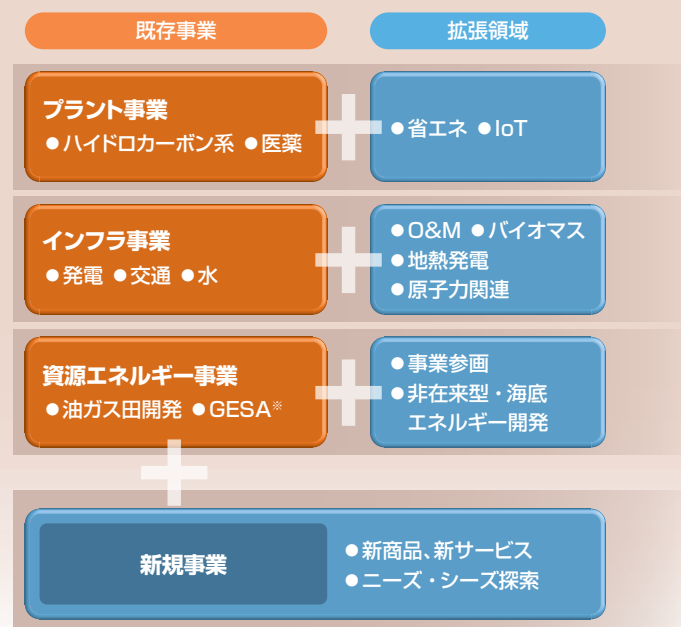 既存事業
拡張領域
プラント事業
●ハイドロカーボン系 ●医薬
●省エネ ●IoT
インフラ事業
●発電 ●交通 ●水
●O&M ●バイオマス
●地熱発電
●原子力関連
資源エネルギー事業
●油ガス田開発 ●GESA※
●事業参画
●非在来型・海底
エネルギー開発
新規事業
●新商品、新サービス
●ニーズ・シーズ探索